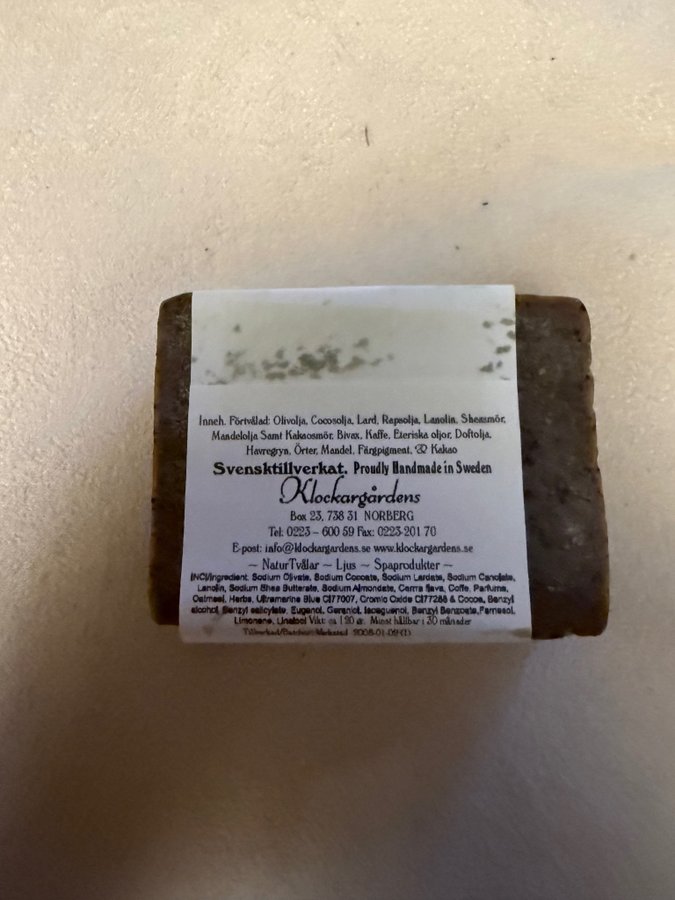 Inneh. Förtvålad: Olivolja, Cocosolja, Lard, Rapsolja, Lanolin, Sheasmör,
Mandelolja Samt Kakaosmör, Bivax, Kaffe, Eteriska oljor, Doftolja,
Havregryn, Örter, Mandel, Färgpigment, & Kakao
Svensktillverkat. Proudly Handmade in Sweden
Klockargårdens
Box 23, 738 31 NORBERG
Tel: 0223 – 600 59 Fax: 0223-201 70
E-post: info@klockargardens.se www.klockargardens.se
~ NaturTvålar ~ Ljus ~ Spaprodukter ~
INCI/Ingredient: Sodium Olivate, Sodium Cocoate, Sodium Lardate, Sodium Canolate,
Lanolin, Sodium Shea Butterate, Sodium Almondate, Cerra flava, Coffe, Parfume,
Oatmeal, Herbs, Ultramarine Blue CI77007, Cromic Oxide CI77288 & Cocoa, Benzyl
alcohol, Benzyl salicylate, Eugenol, Geraniol, Isoeguenol, Benzyl Benzoate, Farnesol,
Limonene, Linalool Vikt: ca 120 gr. Minst hållbar i 30 månader
2008-01-09